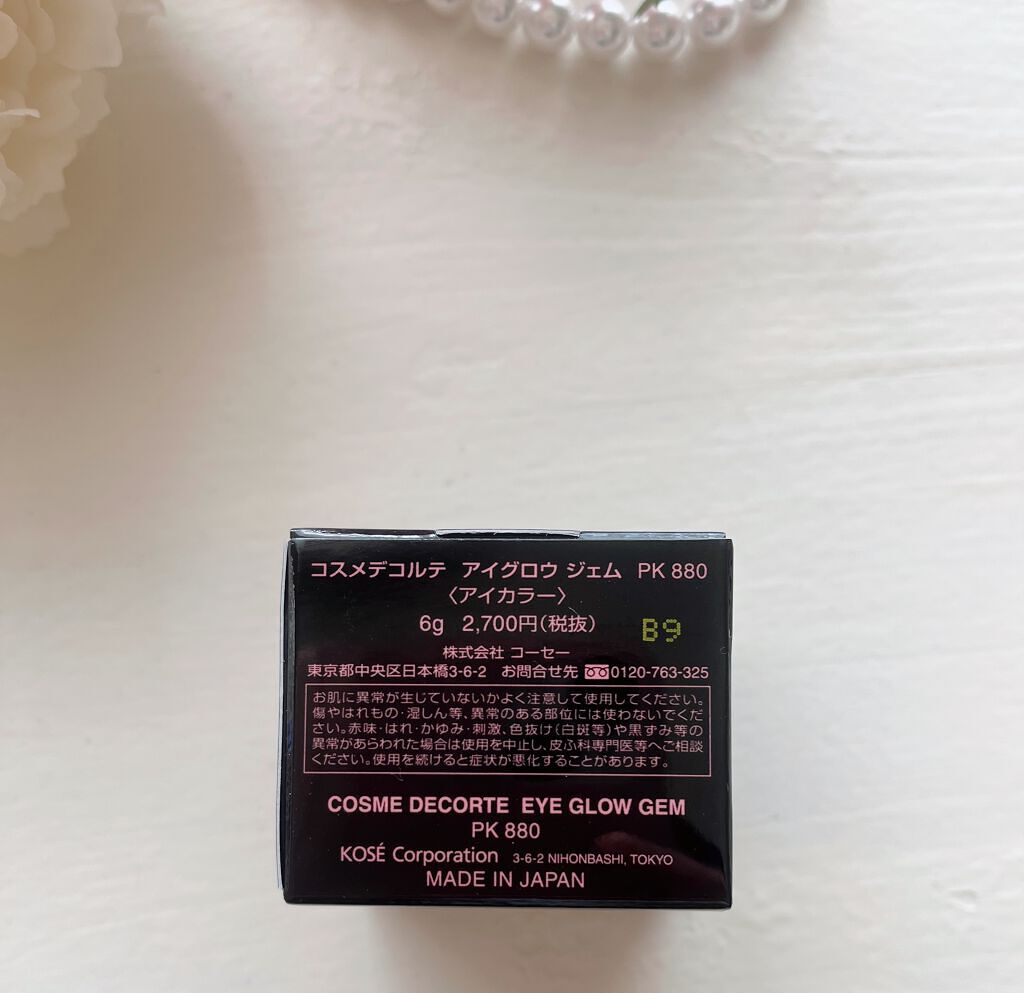 コスメデコルテ アイグロウ ジェム PK 880
〈アイカラー〉
6g 2,700円(税抜)
B9
株式会社 コーセー
東京都中央区日本橋3-6-2 お問合せ先 0120-763-325
お肌に異常が生じていないかよく注意して使用してください。
傷やはれもの・湿しん等、異常のある部位には使わないでくだ
さい。赤味・はれ・かゆみ・刺激、色抜け(白斑等)や黒ずみ等の
異常があらわれた場合は使用を中止し、皮ふ科専門医等へご相談
ください。使用を続けると症状が悪化することがあります。
COSME DECORTE EYE GLOW GEM
PK 880
KOSÉ Corporation 3-6-2 NIHONBASHI, TOKYO
MADE IN JAPAN